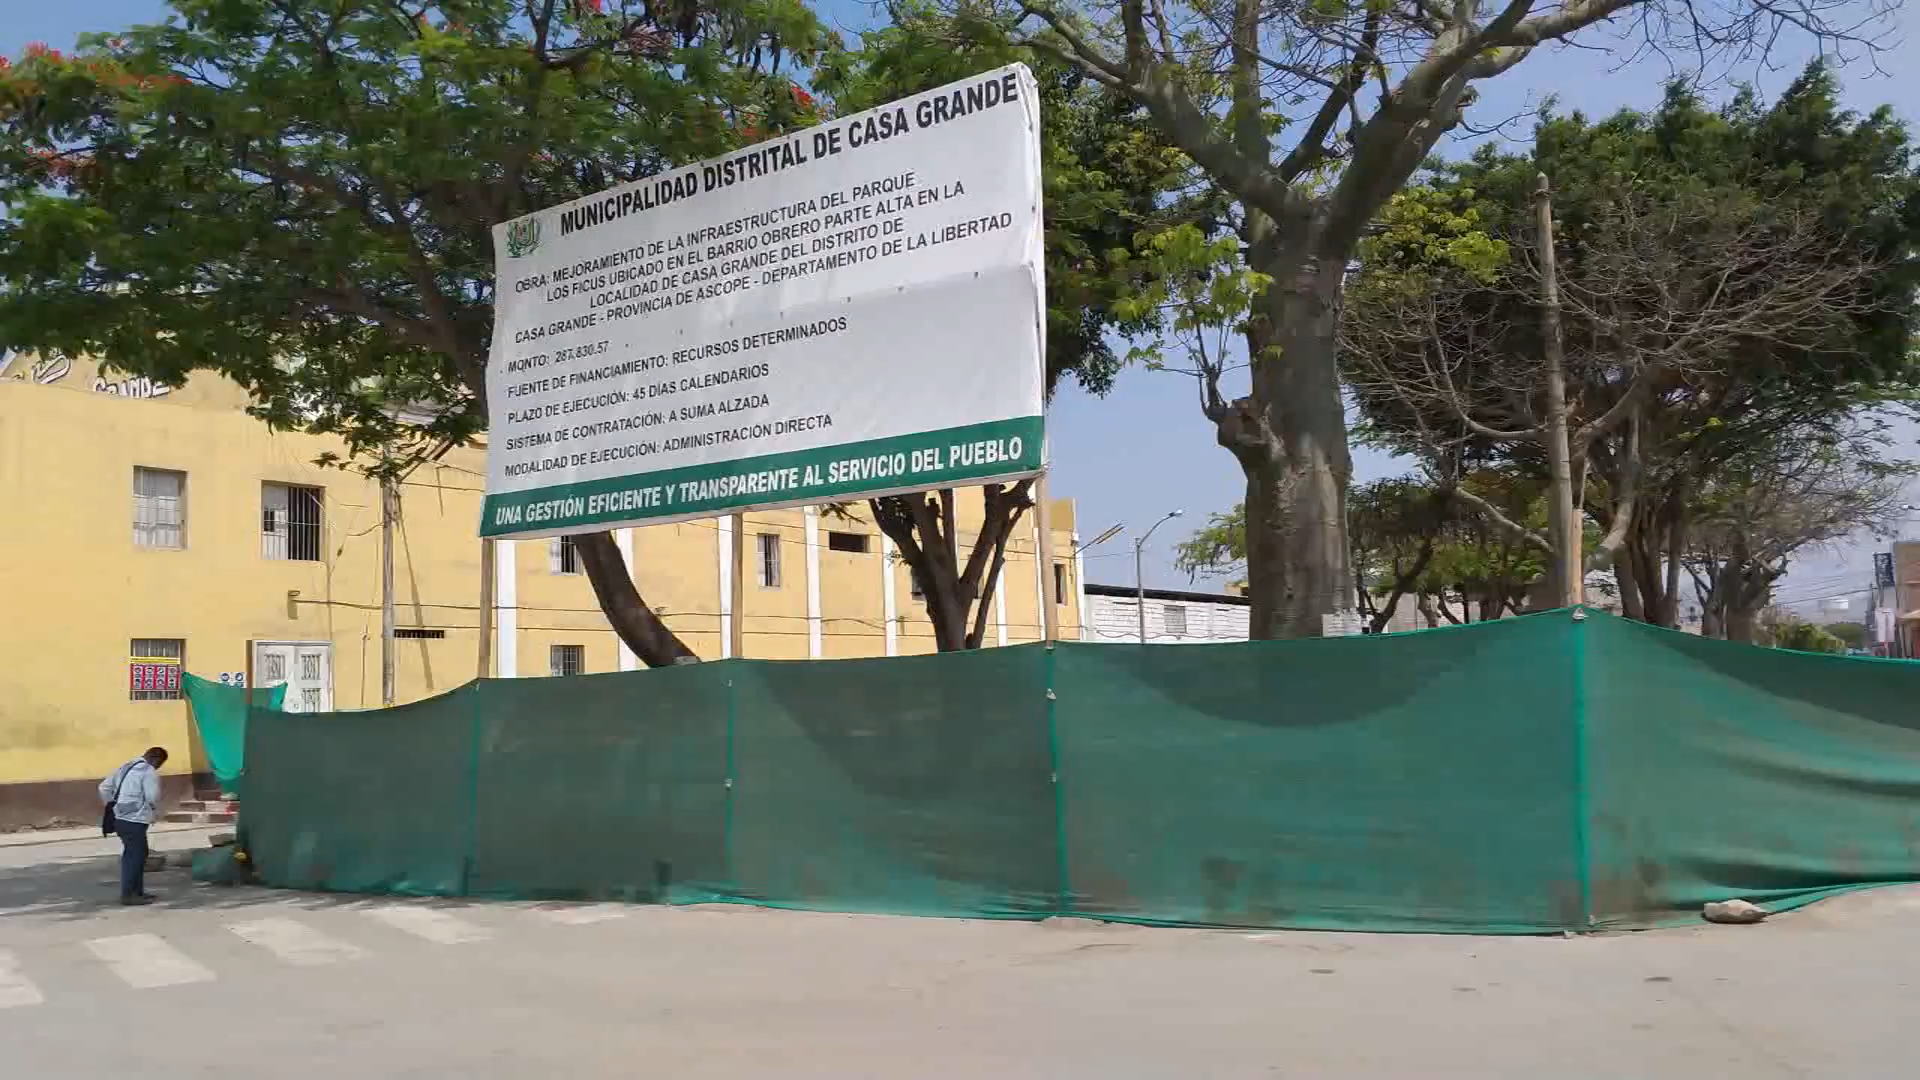 MUNICIPALIDAD DISTRITAL DE CASA GRANDE
OBRA: MEJORAMIENTO DE LA INFRAESTRUCTURA DEL PARQUE
LOS FICUS UBICADO EN EL BARRIO OBRERO PARTE ALTA EN LA
LOCALIDAD DE CASA GRANDE DEL DISTRITO DE
CASA GRANDE - PROVINCIA DE ASCOPE - DEPARTAMENTO DE LA LIBERTAD
MONTO: 287.830.57
FUENTE DE FINANCIAMIENTO: RECURSOS DETERMINADOS
PLAZO DE EJECUCIÓN: 45 DÍAS CALENDARIOS
SISTEMA DE CONTRATACIÓN: A SUMA ALZADA
MODALIDAD DE EJECUCIÓN: ADMINISTRACION DIRECTA
UNA GESTIÓN EFICIENTE Y TRANSPARENTE AL SERVICIO DEL PUEBLO